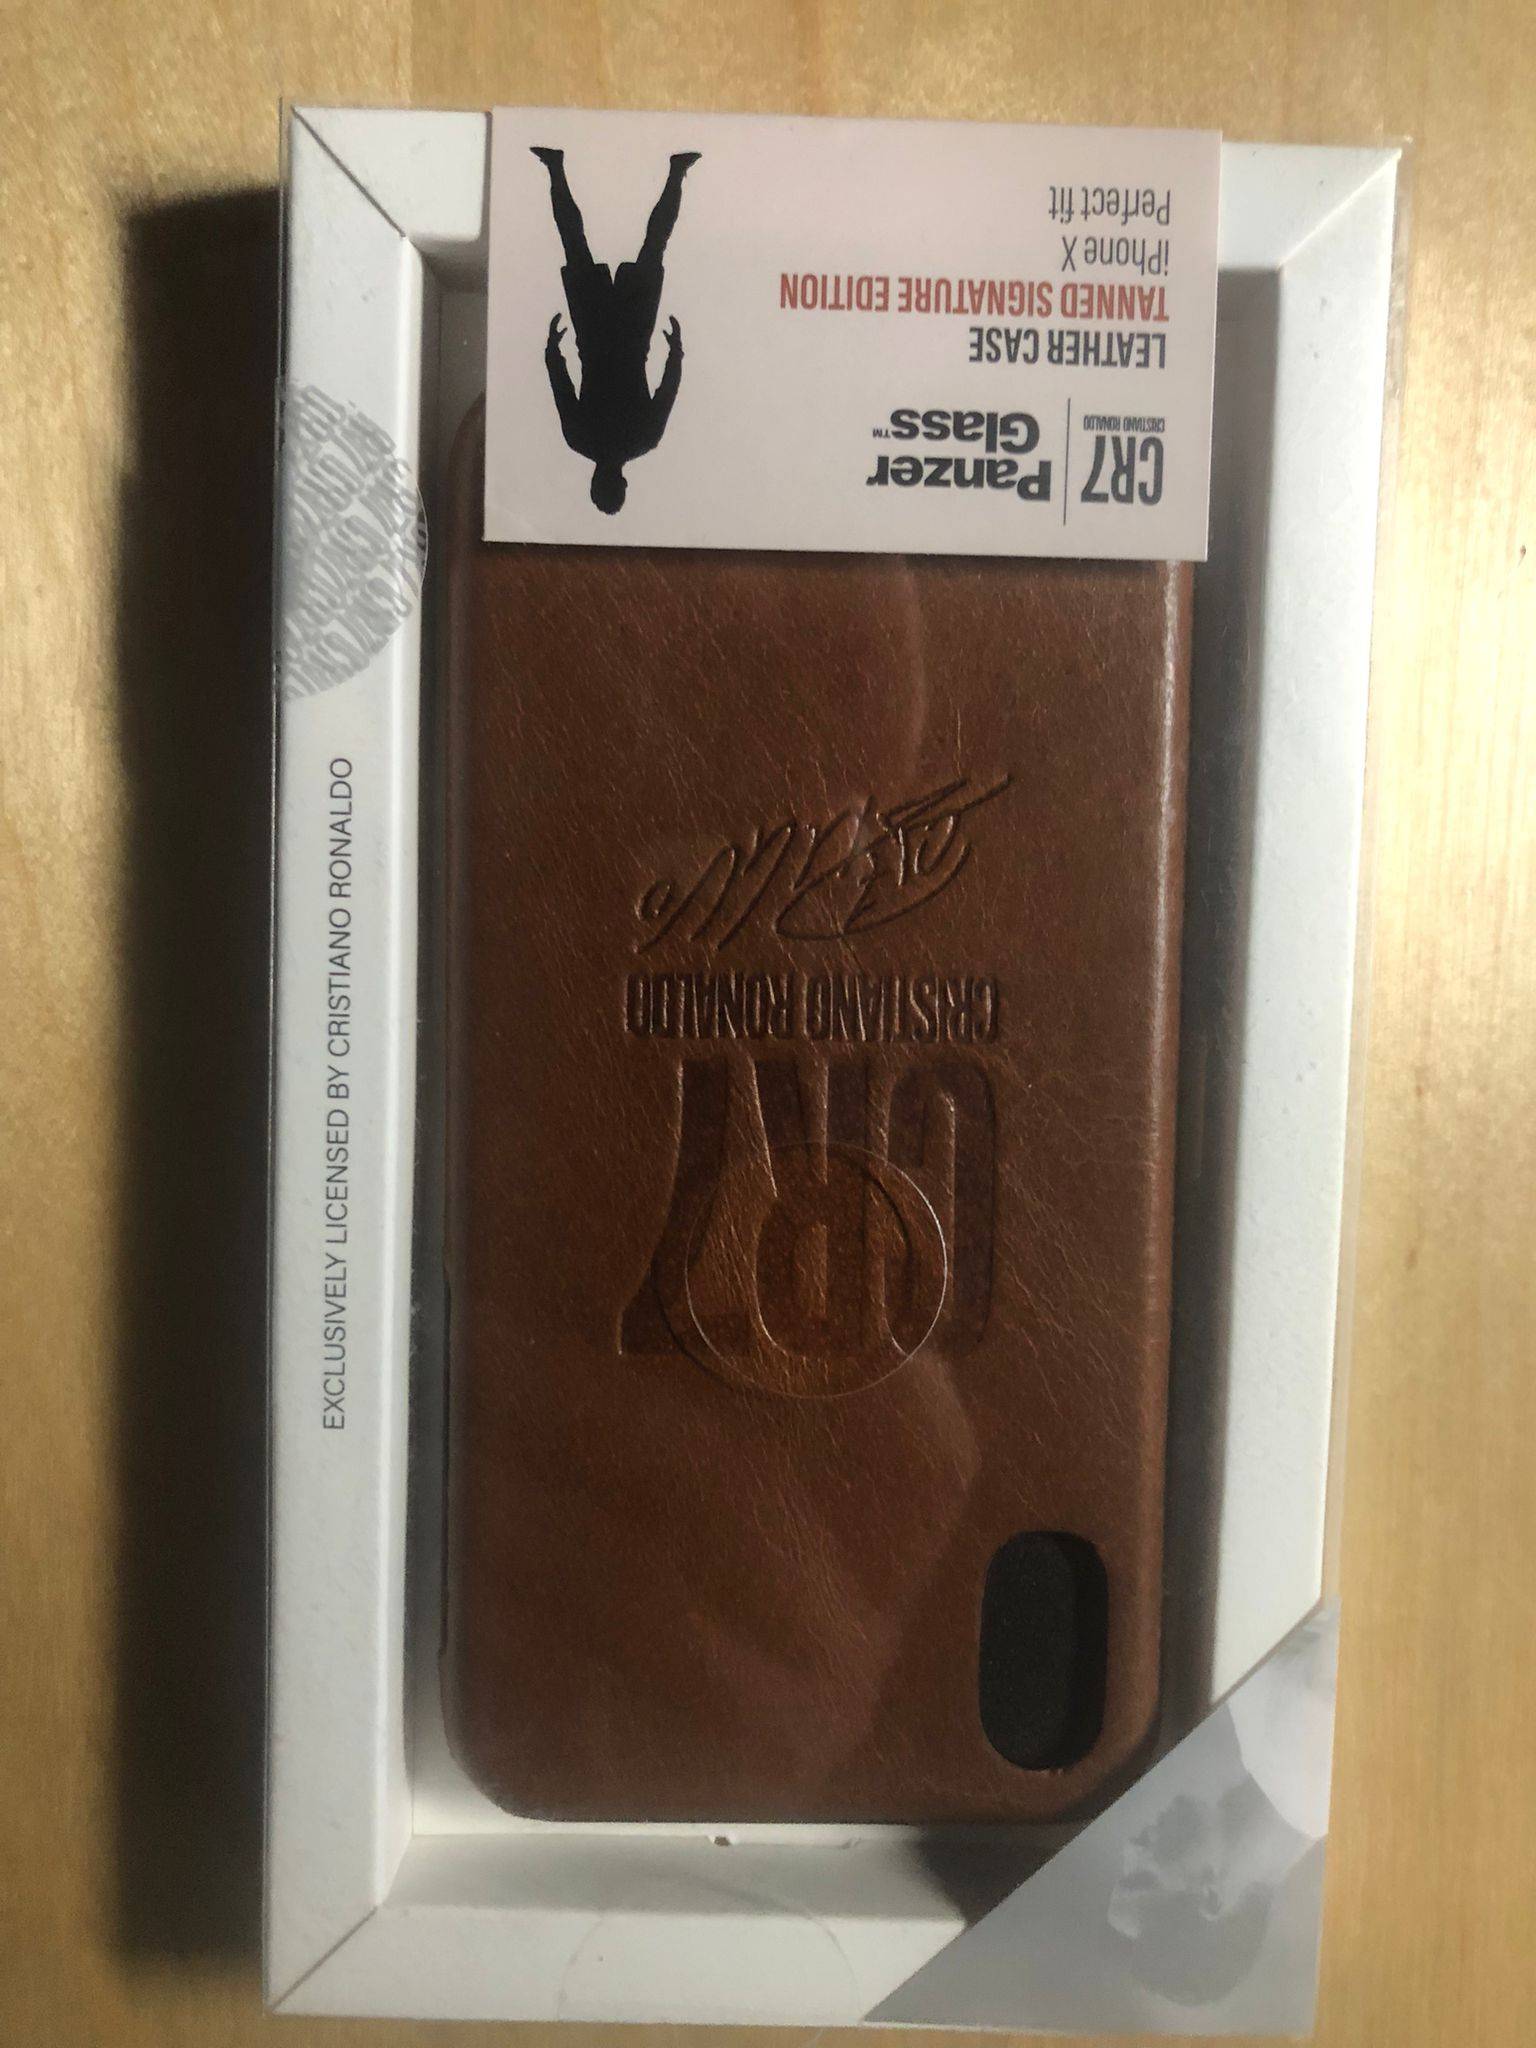 CR7
CRISTIANO RONALDO
Panzer
Glass™
LEATHER CASE
TANNED SIGNATURE EDITION
iPhone X
Perfect fit
CR7
CRISTIANO RONALDO
EXCLUSIVELY LICENSED BY CRISTIANO RONALDO